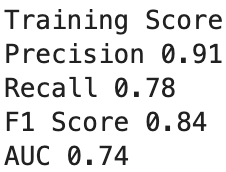 Training Score
Precision 0.91
Recall 0.78
F1 Score 0.84
AUC 0.74